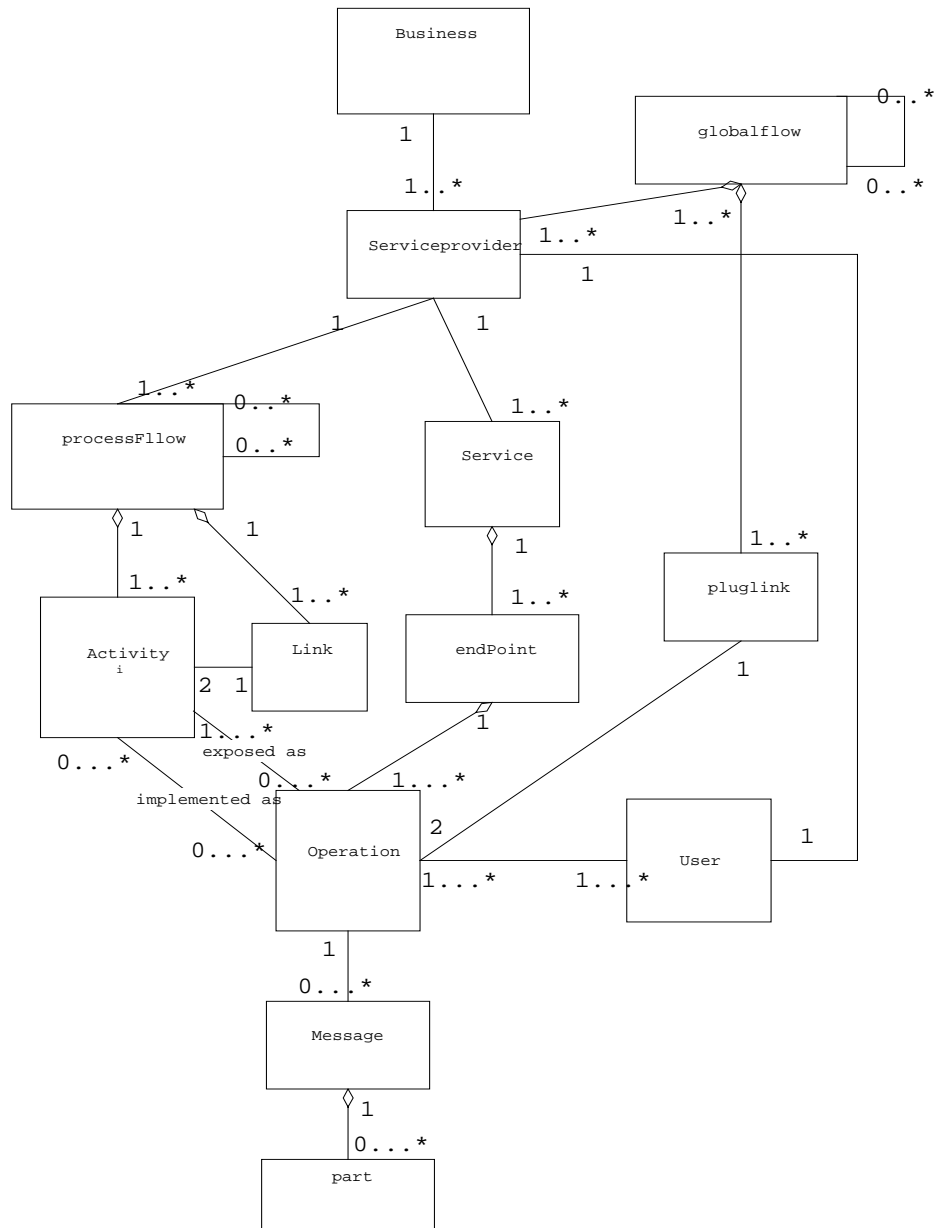 Business
0..*
1
globalflow
1..*
0..*
1..*
1..*
Serviceprovider
1
1
1
1..*
0..*
1..*
processFllow
0..*
Service
1
1
1
1..*
1..*
1..*
1..*
pluglink
Activity
i
Link
endPoint
2
1
1
1
1...*
exposed as
0...*
0...*
1...*
implemented as
2
0...*
Operation
1
User
1...*
1...*
1
0...*
Message
1
0...*
part